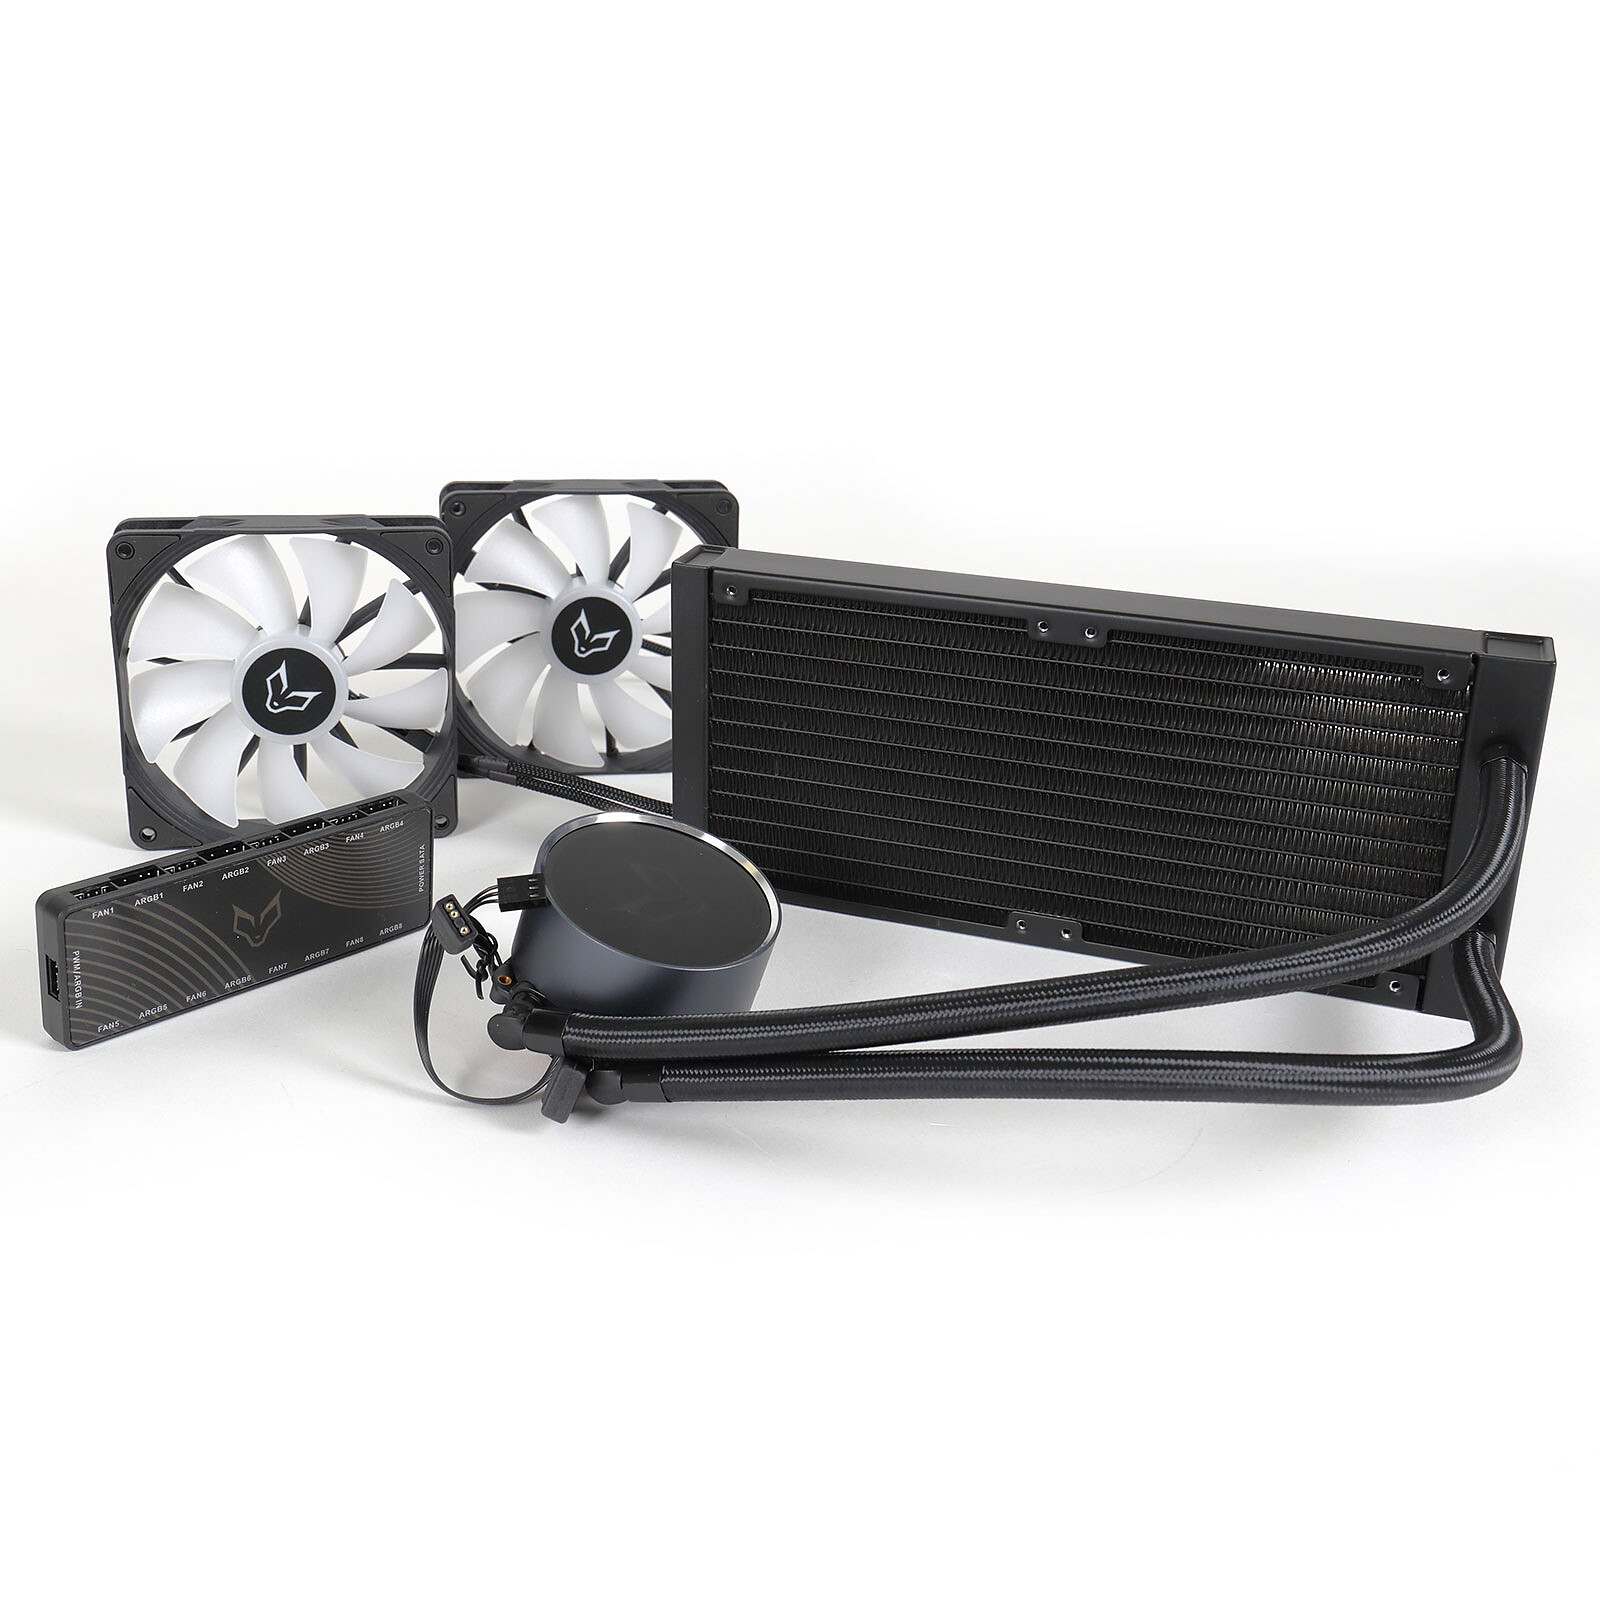 FAN1 ARGB1 FAN2 ARGB2 FAN3 ARGB3 FAN4 ARGB4
POWER SATA
PWM/ARGB IN
FAN5 ARGB5 FAN6 ARGB6 FAN7 ARGB7 FAN8 ARGB8